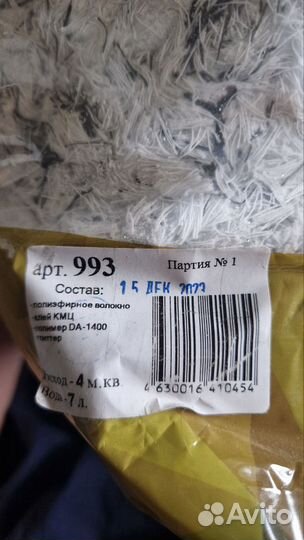 арт. 993
Партия № 1
Состав: 15 ДЕК 2023
-полиэфирное волокно
клей КМЦ
полимер DA-1400
глиттер
Расход - 4 м.кв.
Вода - 7 л.
4 630016 410454
Avito